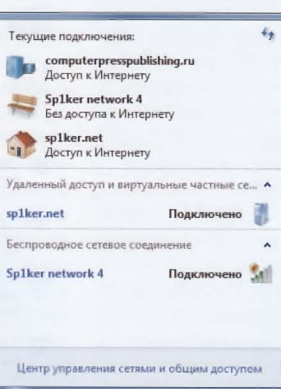 Текущие подключения:
computerpresspublishing.ru
Доступ к Интернету
Sp1ker network 4
Без доступа к Интернету
sp1ker.net
Доступ к Интернету
Удаленный доступ и виртуальные частные се...
sp1ker.net Подключено
Беспроводное сетевое соединение
Sp1ker network 4 Подключено
Центр управления сетями и общим доступом